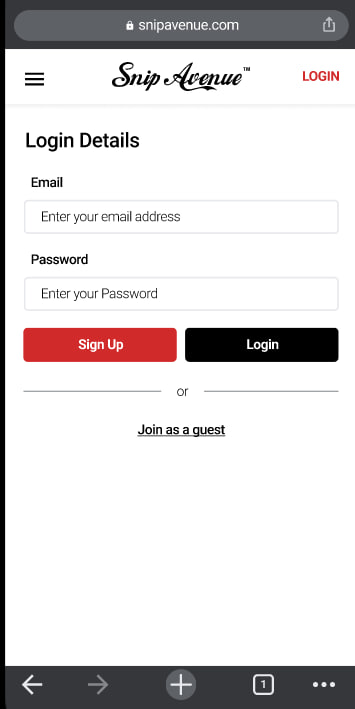 snipavenue.com
Snip Avenue™
LOGIN
Login Details
Email
Enter your email address
Password
Enter your Password
Sign Up
Login
or
Join as a guest
1